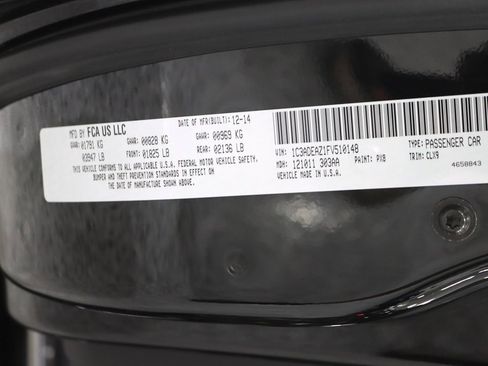 MFD BY FCA US LLC DATE OF MFR(BUILT): 12-14
GVWR: 01791 KG GAWR: 00828 KG GAWR: 00969 KG
03947 LB FRONT: 01825 LB REAR: 02136 LB
THIS VEHICLE CONFORMS TO ALL APPLICABLE U.S.A. FEDERAL MOTOR VEHICLE SAFETY,
BUMPER AND THEFT PREVENTION STANDARDS IN EFFECT ON
THE DATE OF MANUFACTURE SHOWN ABOVE.
VIN: 1C3ADEAZ1FV510148 TYPE: PASSENGER CAR
MDH: 121011 303AA PAINT: PX8 TRIM: CLX9
VEHICLE MADE IN U.S.A. 4658843